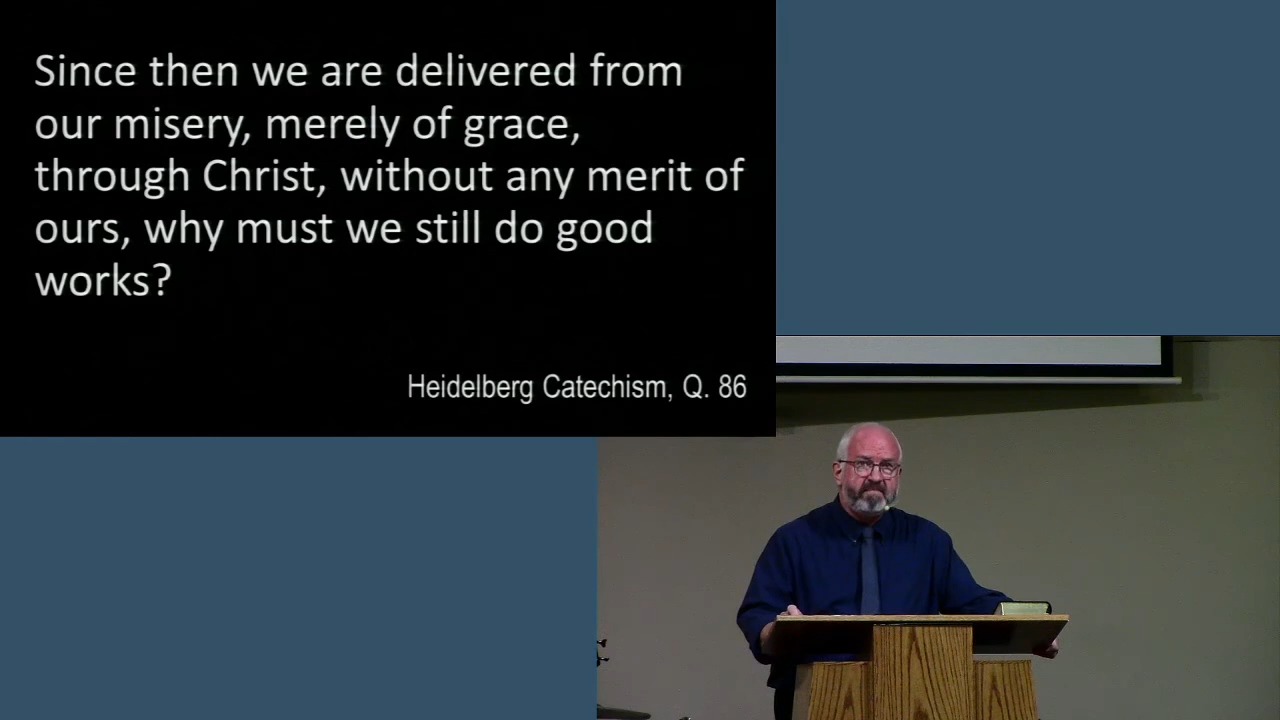 Since then we are delivered from
our misery, merely of grace,
through Christ, without any merit of
ours, why must we still do good
works?
Heidelberg Catechism, Q. 86